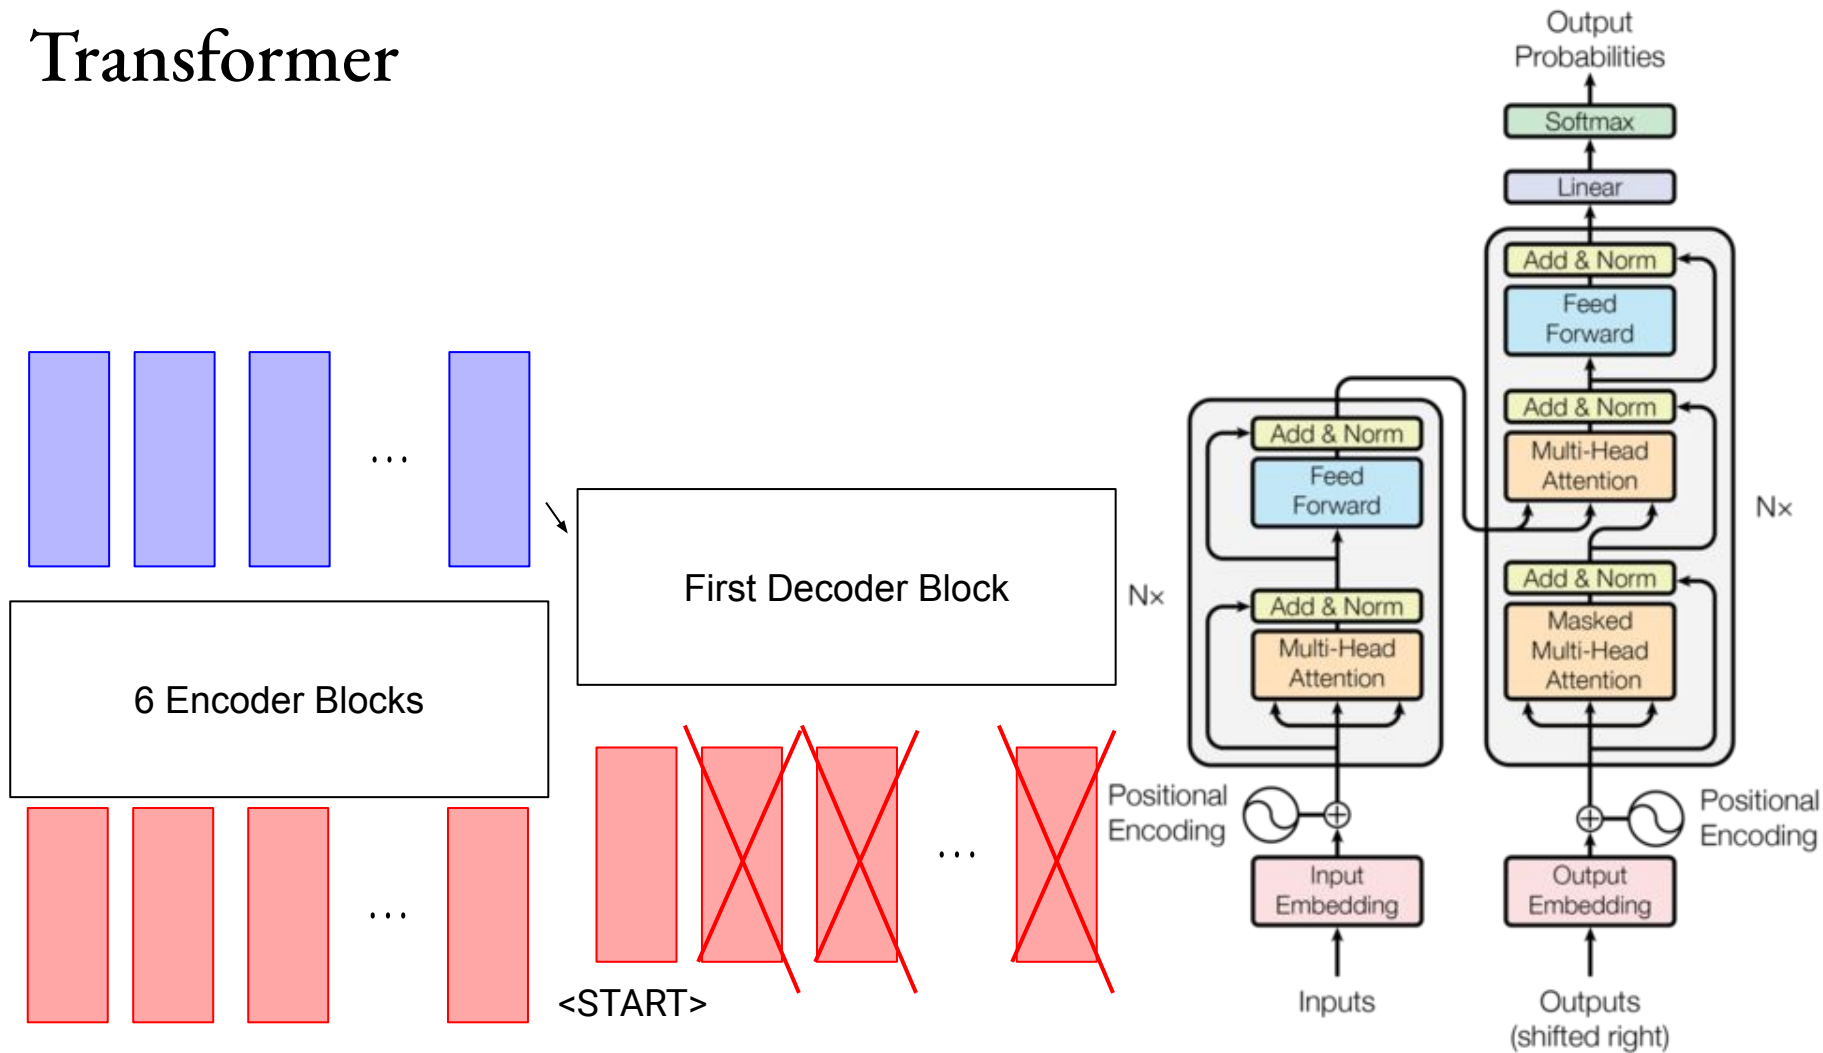 Transformer
...
6 Encoder Blocks
...
First Decoder Block
...
<START>
Output
Probabilities
Softmax
Linear
Add & Norm
Feed
Forward
Add & Norm
Multi-Head
Attention
N×
Add & Norm
Masked
Multi-Head
Attention
Positional
Encoding
Output
Embedding
Outputs
(shifted right)
Add & Norm
Feed
Forward
N×
Add & Norm
Multi-Head
Attention
Positional
Encoding
Input
Embedding
Inputs